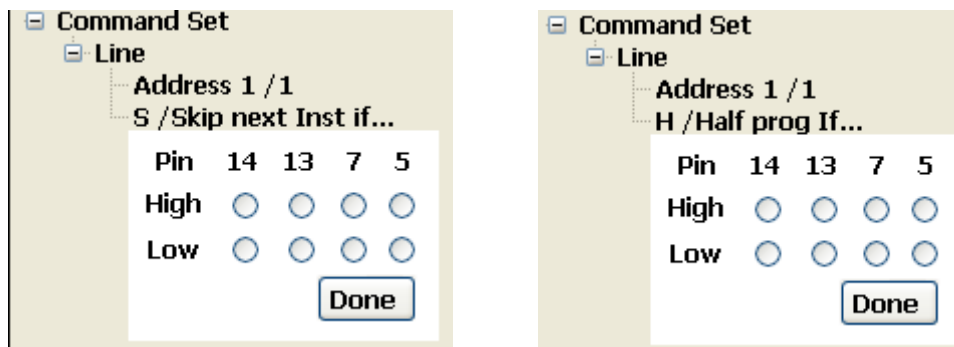 Command Set
Line
Address 1 /1
S /Skip next Inst if...
Pin 14 13 7 5
High
Low
Done
Command Set
Line
Address 1 /1
H /Half prog If...
Pin 14 13 7 5
High
Low
Done